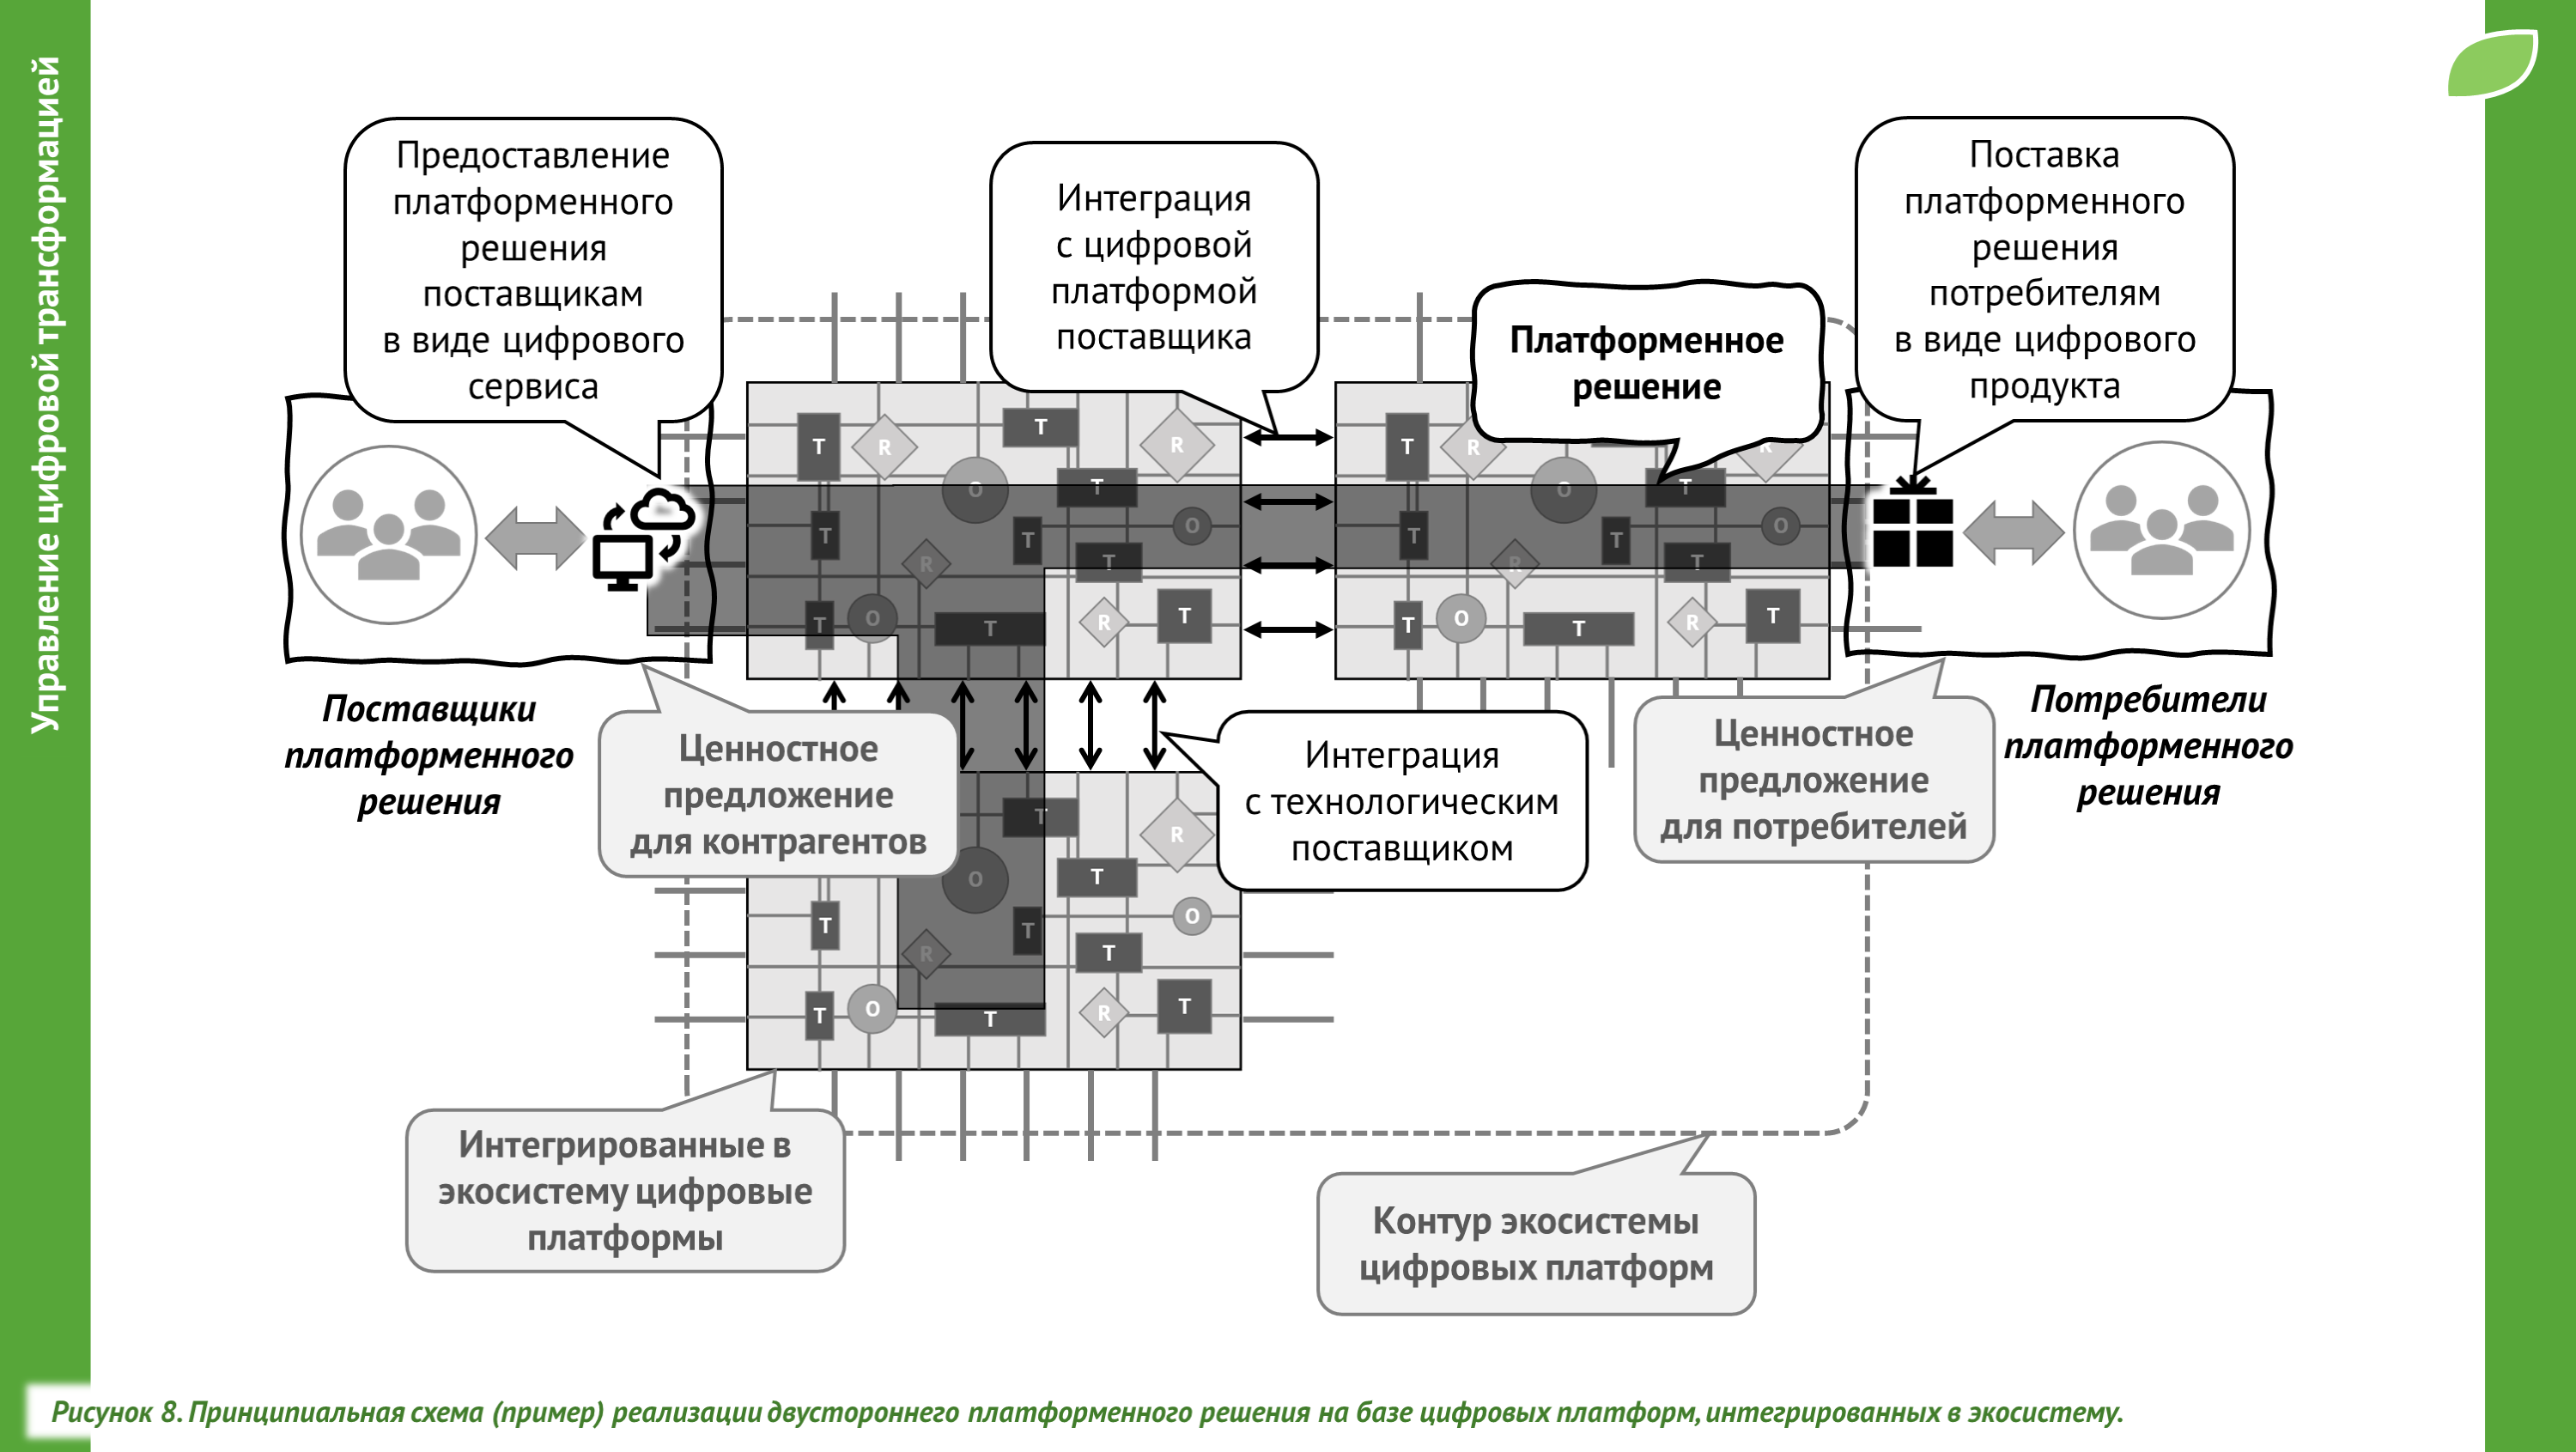 Управление цифровой трансформацией
Предоставление
платформенного
решения
поставщикам
в виде цифрового
сервиса
Интеграция
с цифровой
платформой
поставщика
Платформенное
решение
Поставка
платформенного
решения
потребителям
в виде цифрового
продукта
T
R
T
R
O
T
T
R
T
T
O
T
O
T
R
T
T
R
R
O
T
T
R
T
T
O
T
O
T
R
T
Поставщики
платформенного
решения
Ценностное
предложение
для контрагентов
Интеграция
с технологическим
поставщиком
Ценностное
предложение
для потребителей
Потребители
платформенного
решения
T
R
O
T
T
T
O
R
T
T
O
T
R
T
Интегрированные в
экосистему цифровые
платформы
Контур экосистемы
цифровых платформ
Рисунок 8. Принципиальная схема (пример) реализации двустороннего платформенного решения на базе цифровых платформ, интегрированных в экосистему.